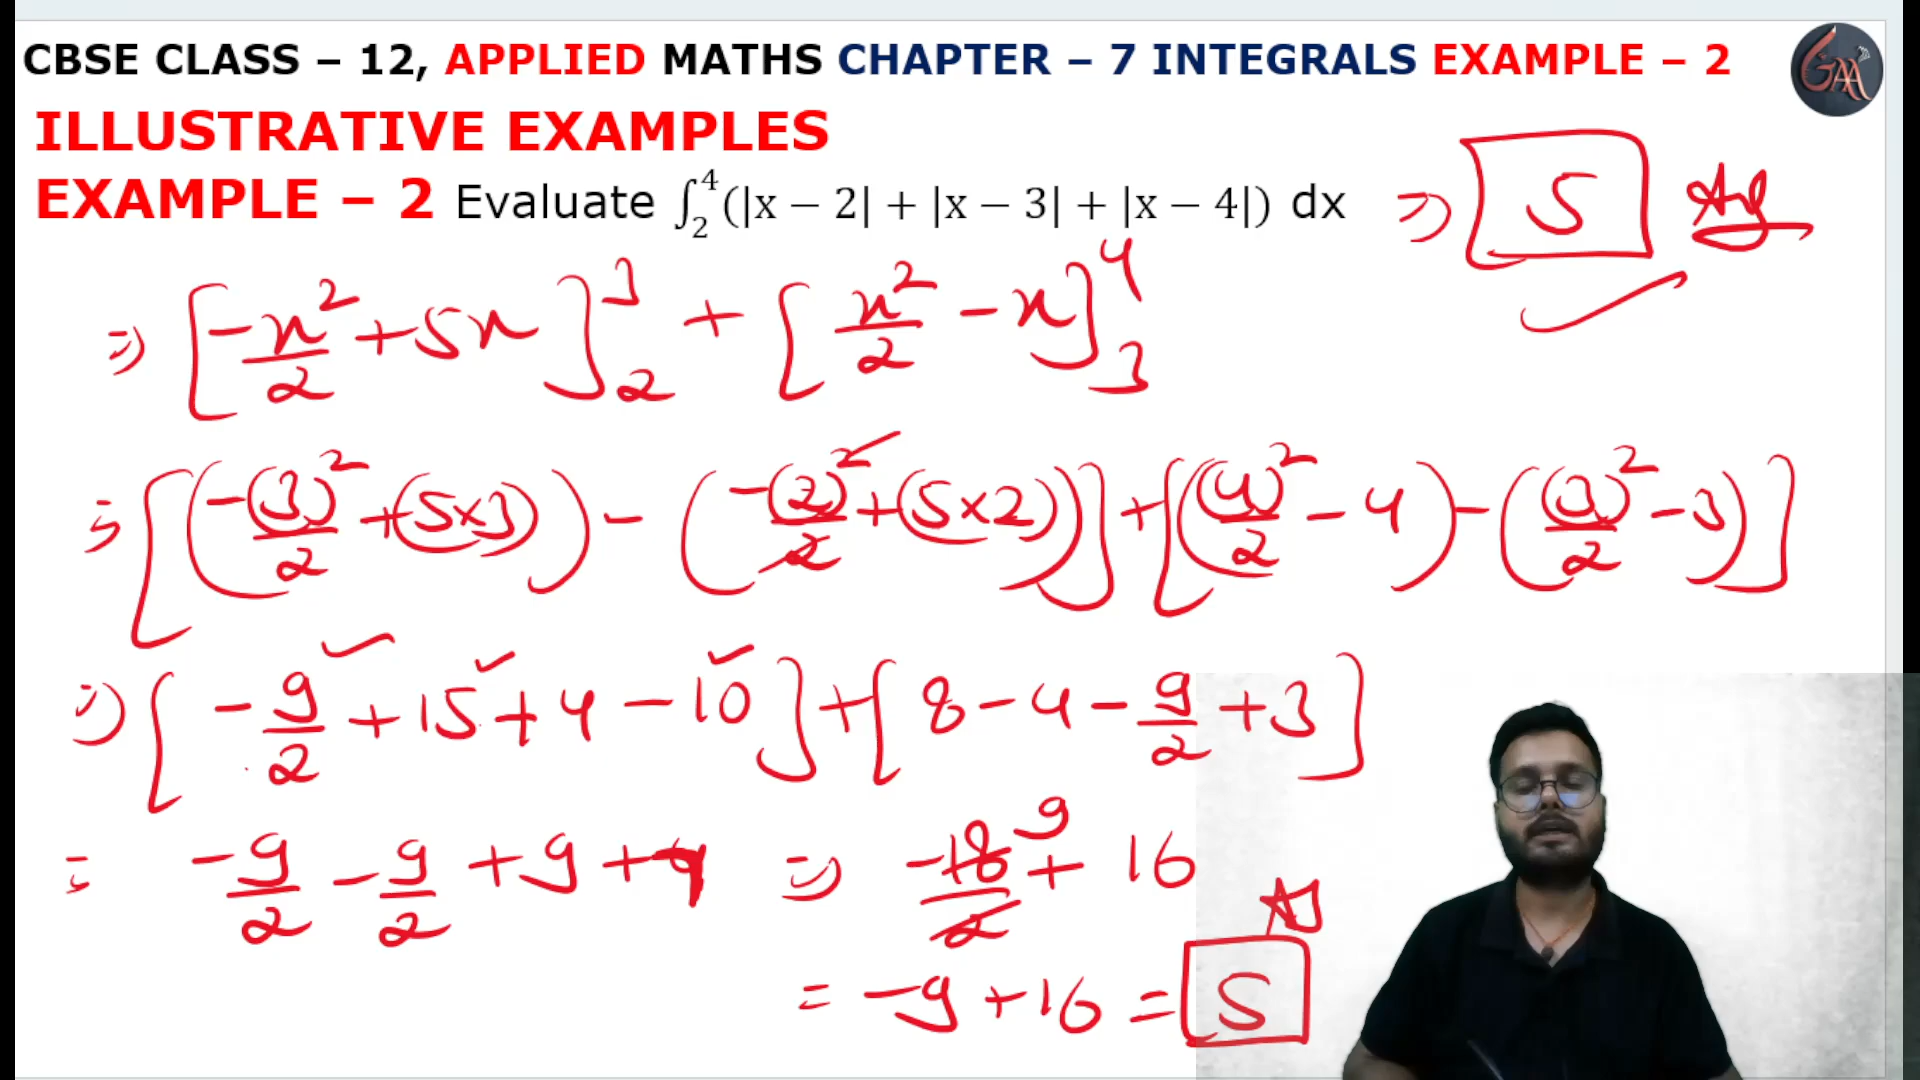 CBSE CLASS – 12, APPLIED MATHS CHAPTER – 7 INTEGRALS EXAMPLE – 2
GAA
ILLUSTRATIVE EXAMPLES
EXAMPLE – 2 Evaluate ∫₂⁴(|x − 2| + |x − 3| + |x − 4|) dx ⇒ 5 Ans
⇒ [-x²/2 + 5x]₂³ + [x²/2 - x]₃⁴
⇒ [(-(3)²/2 + (5×3)) - (-(2)²/2 + (5×2))] + [((4)²/2 - 4) - ((3)²/2 - 3)]
⇒ [-9/2 + 15 + 4 - 10] + [8 - 4 - 9/2 + 3]
= -9/2 - 9/2 + 9 + 9 ⇒ -18/2 9 + 16
= -9 + 16 = 5